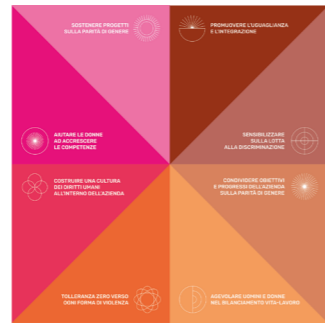 SOSTENERE PROGETTI
SULLA PARITÀ DI GENERE
PROMUOVERE L'UGUAGLIANZA
E L'INTEGRAZIONE
AIUTARE LE DONNE
AD ACCRESCERE
LE COMPETENZE
SENSIBILIZZARE
SULLA LOTTA
ALLA DISCRIMINAZIONE
COSTRUIRE UNA CULTURA
DEI DIRITTI UMANI
ALL'INTERNO DELL'AZIENDA
CONDIVIDERE OBIETTIVI
E PROGRESSI DELL'AZIENDA
SULLA PARITÀ DI GENERE
TOLLERANZA ZERO VERSO
OGNI FORMA DI VIOLENZA
AGEVOLARE UOMINI E DONNE
NEL BILANCIAMENTO VITA-LAVORO